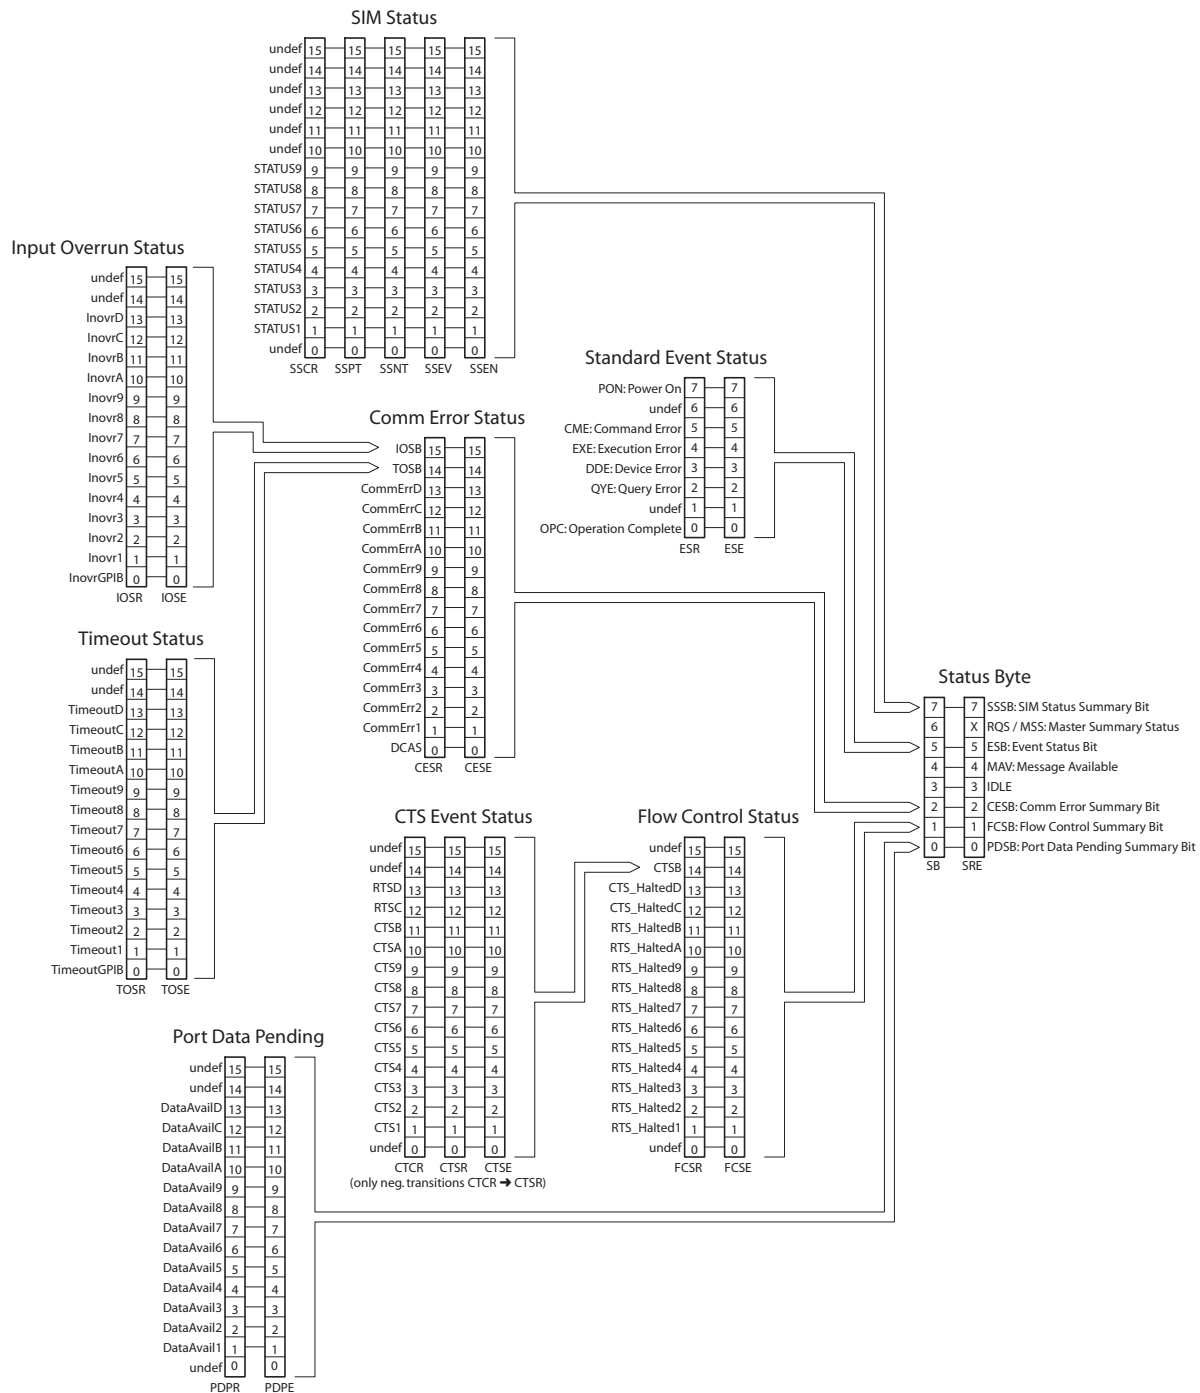 SIM Status
undef 15 15 15 15 15
undef 14 14 14 14 14
undef 13 13 13 13 13
undef 12 12 12 12 12
undef 11 11 11 11 11
undef 10 10 10 10 10
STATUS9 9 9 9 9 9
STATUS8 8 8 8 8 8
STATUS7 7 7 7 7 7
STATUS6 6 6 6 6 6
STATUS5 5 5 5 5 5
STATUS4 4 4 4 4 4
STATUS3 3 3 3 3 3
STATUS2 2 2 2 2 2
STATUS1 1 1 1 1 1
undef 0 0 0 0 0
SSCR SSPT SSNT SSEV SSEN
Input Overrun Status
undef 15 15
undef 14 14
InovrD 13 13
InovrC 12 12
InovrB 11 11
InovrA 10 10
Inovr9 9 9
Inovr8 8 8
Inovr7 7 7
Inovr6 6 6
Inovr5 5 5
Inovr4 4 4
Inovr3 3 3
Inovr2 2 2
Inovr1 1 1
InovrGPIB 0 0
IOSR IOSE
Standard Event Status
PON: Power On 7 7
undef 6 6
CME: Command Error 5 5
EXE: Execution Error 4 4
DDE: Device Error 3 3
QYE: Query Error 2 2
undef 1 1
OPC: Operation Complete 0 0
ESR ESE
Comm Error Status
IOSB 15 15
TOSB 14 14
CommErrD 13 13
CommErrC 12 12
CommErrB 11 11
CommErrA 10 10
CommErr9 9 9
CommErr8 8 8
CommErr7 7 7
CommErr6 6 6
CommErr5 5 5
CommErr4 4 4
CommErr3 3 3
CommErr2 2 2
CommErr1 1 1
DCAS 0 0
CESR CESE
Timeout Status
undef 15 15
undef 14 14
TimeoutD 13 13
TimeoutC 12 12
TimeoutB 11 11
TimeoutA 10 10
Timeout9 9 9
Timeout8 8 8
Timeout7 7 7
Timeout6 6 6
Timeout5 5 5
Timeout4 4 4
Timeout3 3 3
Timeout2 2 2
Timeout1 1 1
TimeoutGPIB 0 0
TOSR TOSE
Status Byte
7 7 SSSB: SIM Status Summary Bit
6 X RQS / MSS: Master Summary Status
5 5 ESB: Event Status Bit
4 4 MAV: Message Available
3 3 IDLE
2 2 CESB: Comm Error Summary Bit
1 1 FCSB: Flow Control Summary Bit
0 0 PDSB: Port Data Pending Summary Bit
SB SRE
CTS Event Status
undef 15 15 15
undef 14 14 14
RTSD 13 13 13
RTSC 12 12 12
CTSB 11 11 11
CTSA 10 10 10
CTS9 9 9 9
CTS8 8 8 8
CTS7 7 7 7
CTS6 6 6 6
CTS5 5 5 5
CTS4 4 4 4
CTS3 3 3 3
CTS2 2 2 2
CTS1 1 1 1
undef 0 0 0
CTCR CTSR CTSE
(only neg. transitions CTCR ➔ CTSR)
Flow Control Status
undef 15 15
CTSB 14 14
CTS_HaltedD 13 13
CTS_HaltedC 12 12
RTS_HaltedB 11 11
RTS_HaltedA 10 10
RTS_Halted9 9 9
RTS_Halted8 8 8
RTS_Halted7 7 7
RTS_Halted6 6 6
RTS_Halted5 5 5
RTS_Halted4 4 4
RTS_Halted3 3 3
RTS_Halted2 2 2
RTS_Halted1 1 1
undef 0 0
FCSR FCSE
Port Data Pending
undef 15 15
undef 14 14
DataAvailD 13 13
DataAvailC 12 12
DataAvailB 11 11
DataAvailA 10 10
DataAvail9 9 9
DataAvail8 8 8
DataAvail7 7 7
DataAvail6 6 6
DataAvail5 5 5
DataAvail4 4 4
DataAvail3 3 3
DataAvail2 2 2
DataAvail1 1 1
undef 0 0
PDPR PDPE